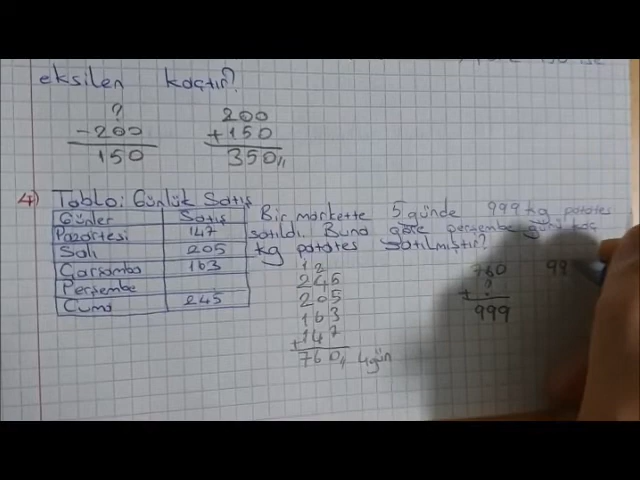 eksilen kaçtır?
?
- 200
150
200
+ 150
350,,
4) Tablo: Günlük Satış
Günler Satış
Pazartesi 147
Salı 205
Çarşamba 163
Perşembe
Cuma 245
Bir markette 5 günde 999 kg patates
satıldı. Buna göre perşembe günü kaç
kg patates satılmıştır?
12
245
205
163
+ 147
760,, 4 gün
760
+ ?
999
99